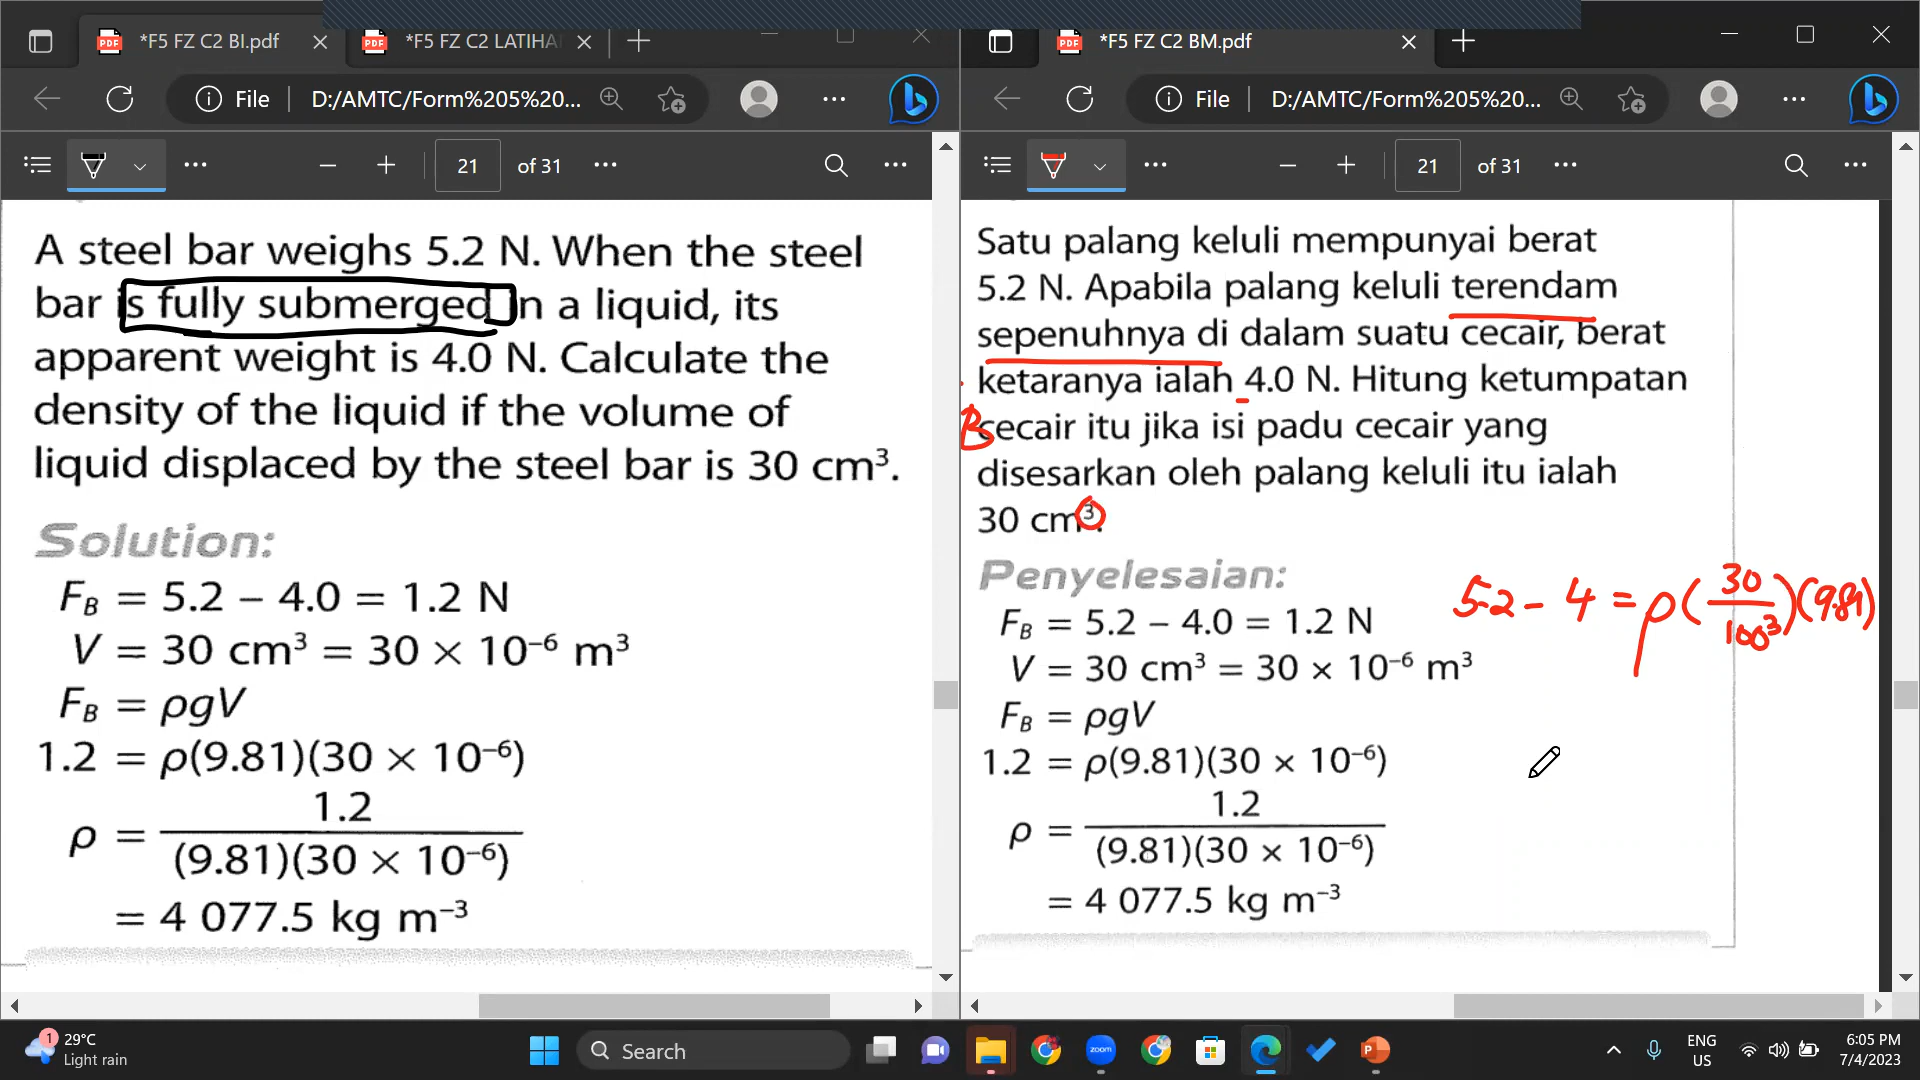 *F5 FZ C2 BI.pdf
*F5 FZ C2 LATIHAN
*F5 FZ C2 BM.pdf
File D:/AMTC/Form%205%20...
File D:/AMTC/Form%205%20...
21 of 31
21 of 31
A steel bar weighs 5.2 N. When the steel
bar is fully submerged in a liquid, its
apparent weight is 4.0 N. Calculate the
density of the liquid if the volume of
liquid displaced by the steel bar is 30 cm³.
Solution:
F_B = 5.2 – 4.0 = 1.2 N
V = 30 cm³ = 30 × 10⁻⁶ m³
F_B = ρgV
1.2 = ρ(9.81)(30 × 10⁻⁶)
ρ = 1.2 / (9.81)(30 × 10⁻⁶)
= 4 077.5 kg m⁻³
Satu palang keluli mempunyai berat
5.2 N. Apabila palang keluli terendam
sepenuhnya di dalam suatu cecair, berat
ketaranya ialah 4.0 N. Hitung ketumpatan
B
cecair itu jika isi padu cecair yang
disesarkan oleh palang keluli itu ialah
30 cm³.
Penyelesaian:
5.2 - 4 = ρ(30/100³)(9.81)
F_B = 5.2 – 4.0 = 1.2 N
V = 30 cm³ = 30 × 10⁻⁶ m³
F_B = ρgV
1.2 = ρ(9.81)(30 × 10⁻⁶)
ρ = 1.2 / (9.81)(30 × 10⁻⁶)
= 4 077.5 kg m⁻³
1
29°C
Light rain
Search
zoom
P
ENG
US
6:05 PM
7/4/2023